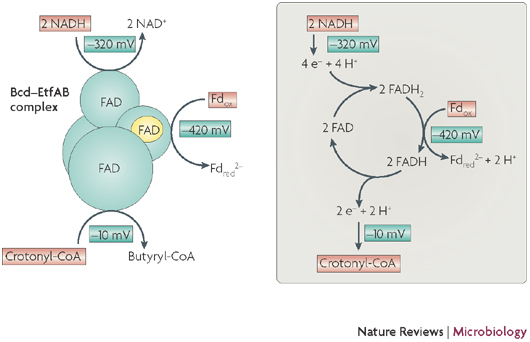 2 NADH
2 NAD⁺
–320 mV
Bcd–EtfAB
complex
FAD
FAD
FAD
Fd_ox
–420 mV
Fd_red²⁻
–10 mV
Crotonyl-CoA
Butyryl-CoA
2 NADH
–320 mV
4 e⁻ + 4 H⁺
2 FADH₂
Fd_ox
2 FAD
–420 mV
2 FADH
Fd_red²⁻ + 2 H⁺
2 e⁻ + 2 H⁺
–10 mV
Crotonyl-CoA
Nature Reviews | Microbiology